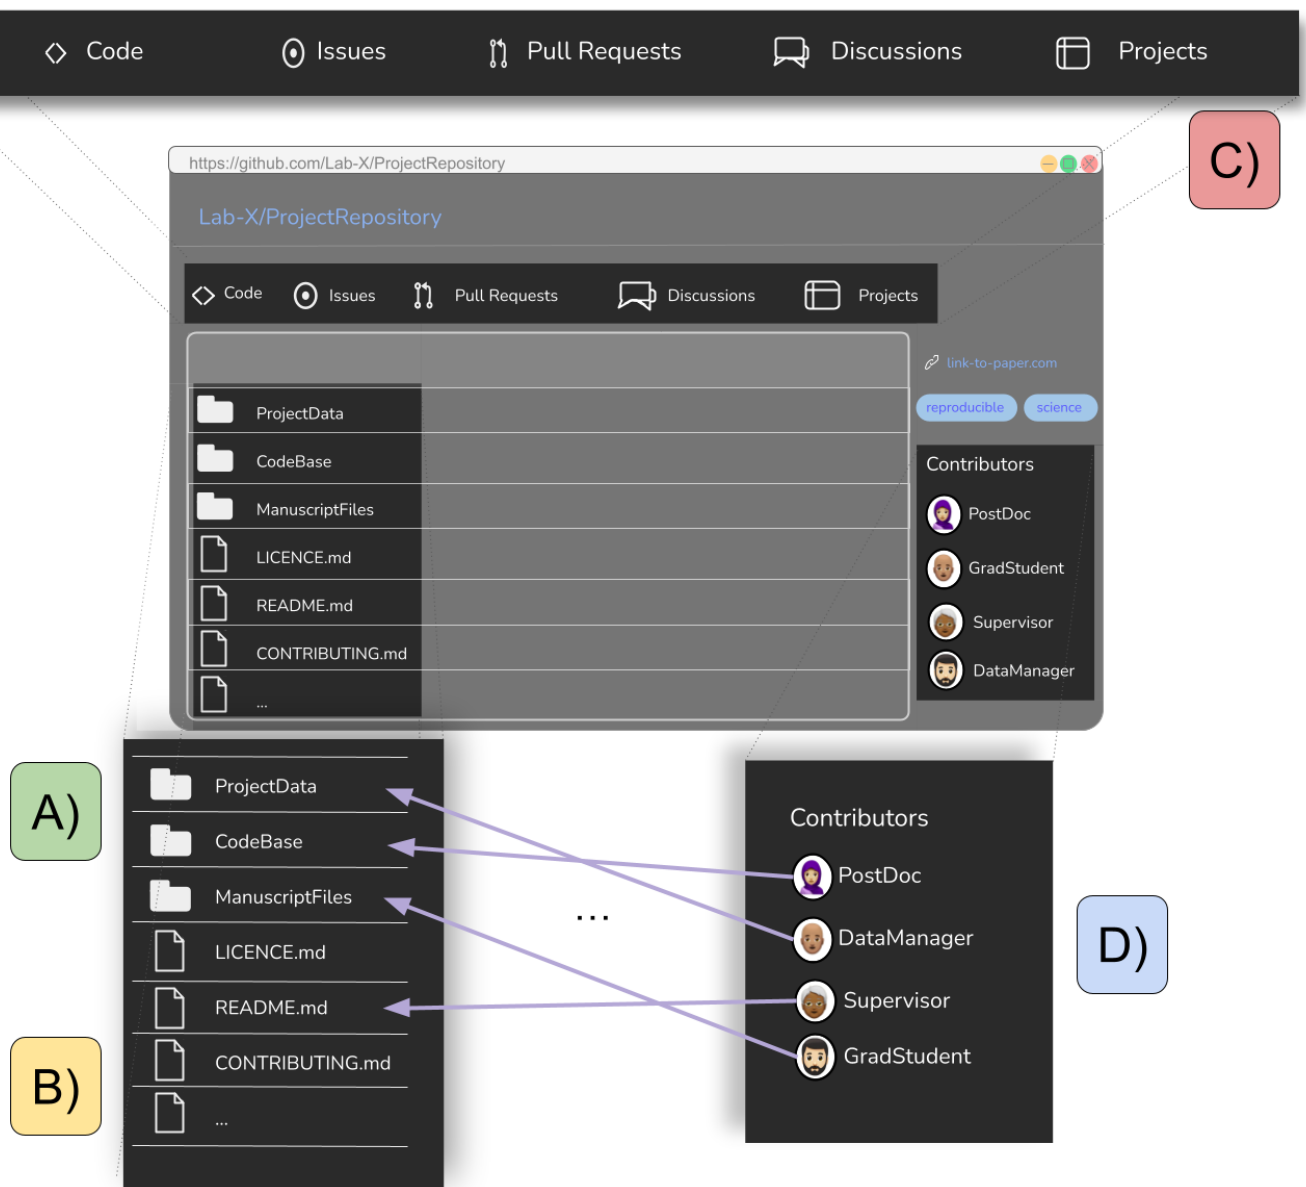 Code Issues Pull Requests Discussions Projects
C)
https://github.com/Lab-X/ProjectRepository
Lab-X/ProjectRepository
Code Issues Pull Requests Discussions Projects
link-to-paper.com
reproducible science
ProjectData
CodeBase
ManuscriptFiles
LICENCE.md
README.md
CONTRIBUTING.md
...
Contributors
PostDoc
GradStudent
Supervisor
DataManager
A)
B)
ProjectData
CodeBase
ManuscriptFiles
LICENCE.md
README.md
CONTRIBUTING.md
...
...
Contributors
PostDoc
DataManager
Supervisor
GradStudent
D)